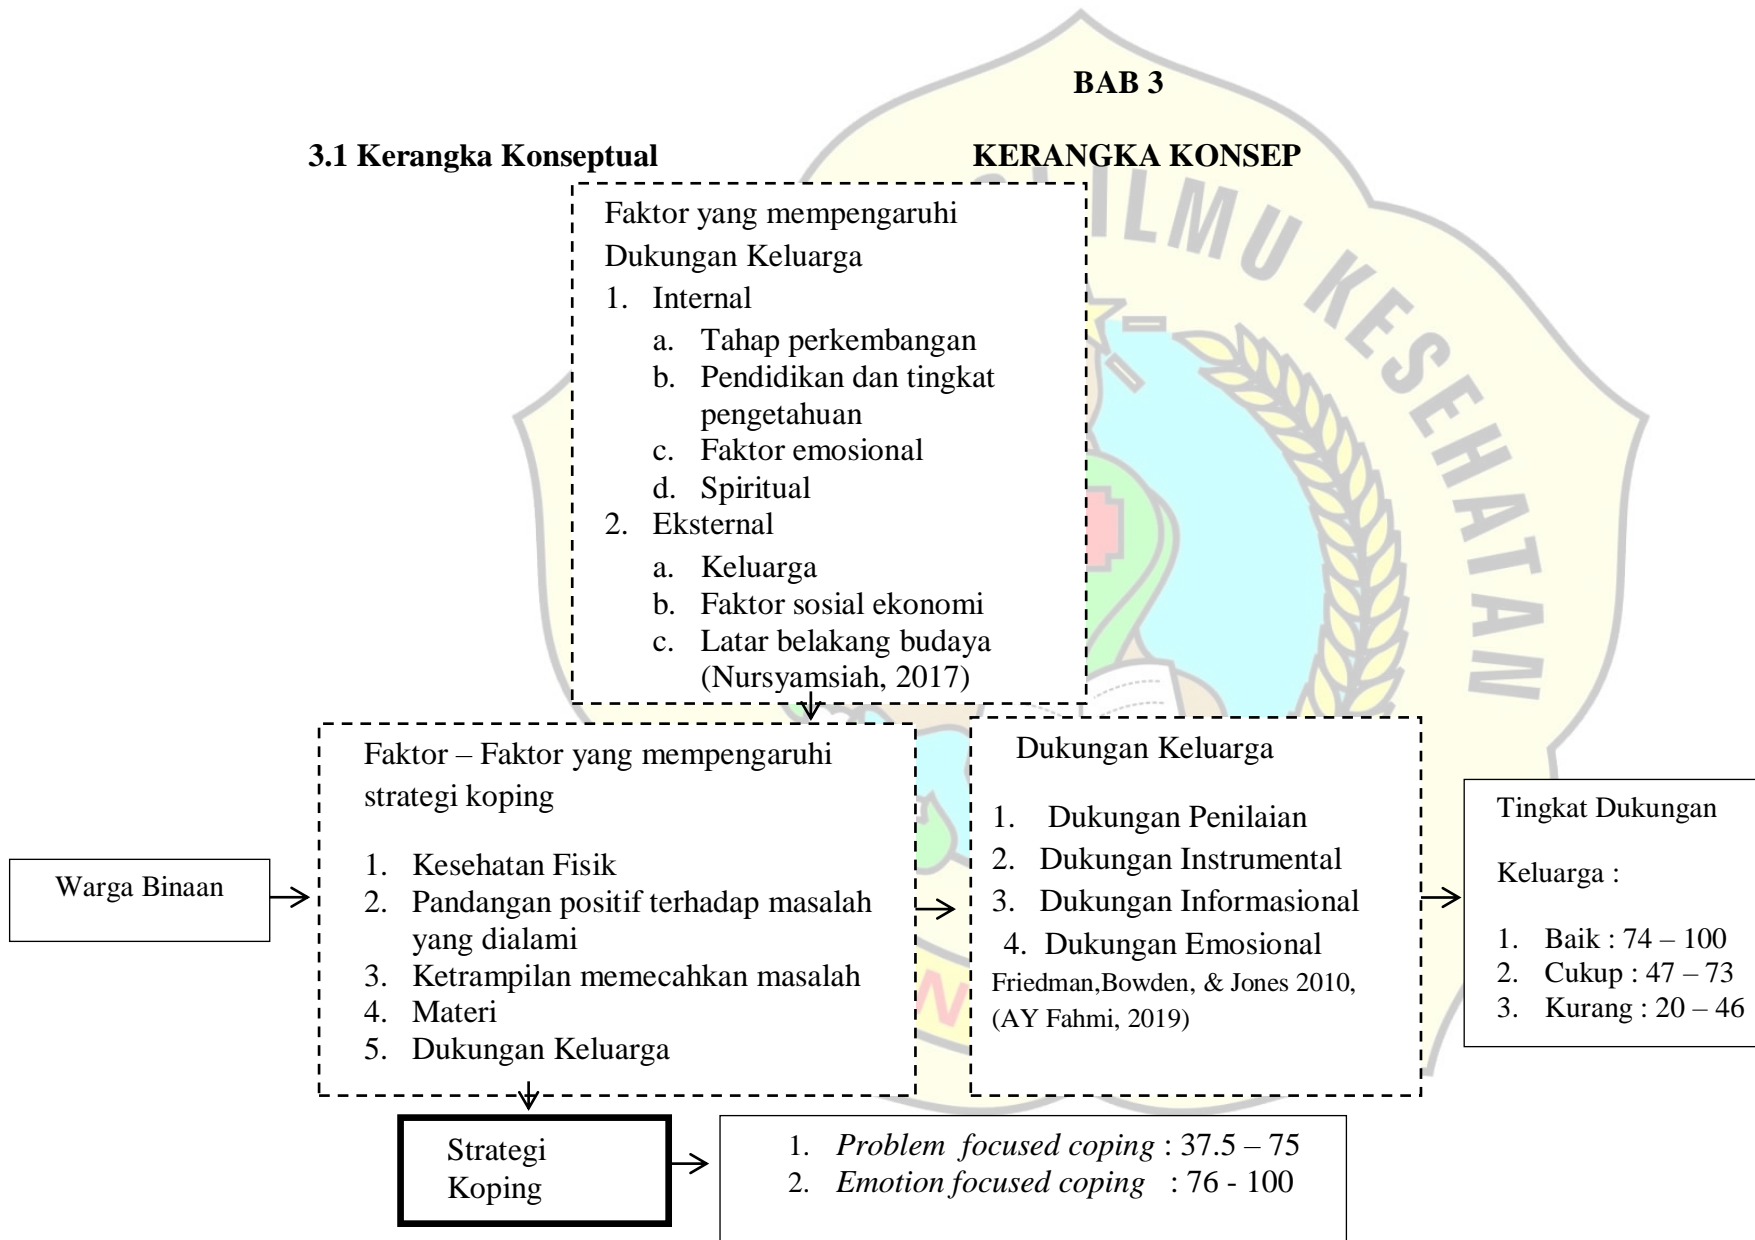 BAB 3
3.1 Kerangka Konseptual
KERANGKA KONSEP
Faktor yang mempengaruhi
Dukungan Keluarga
1. Internal
a. Tahap perkembangan
b. Pendidikan dan tingkat
pengetahuan
c. Faktor emosional
d. Spiritual
2. Eksternal
a. Keluarga
b. Faktor sosial ekonomi
c. Latar belakang budaya
(Nursyamsiah, 2017)
Warga Binaan
Faktor – Faktor yang mempengaruhi
strategi koping
1. Kesehatan Fisik
2. Pandangan positif terhadap masalah
yang dialami
3. Ketrampilan memecahkan masalah
4. Materi
5. Dukungan Keluarga
Dukungan Keluarga
1. Dukungan Penilaian
2. Dukungan Instrumental
3. Dukungan Informasional
4. Dukungan Emosional
Friedman,Bowden, & Jones 2010,
(AY Fahmi, 2019)
Tingkat Dukungan
Keluarga :
1. Baik : 74 – 100
2. Cukup : 47 – 73
3. Kurang : 20 – 46
Strategi
Koping
1. Problem focused coping : 37.5 – 75
2. Emotion focused coping : 76 - 100
ILMU KESEHATAN